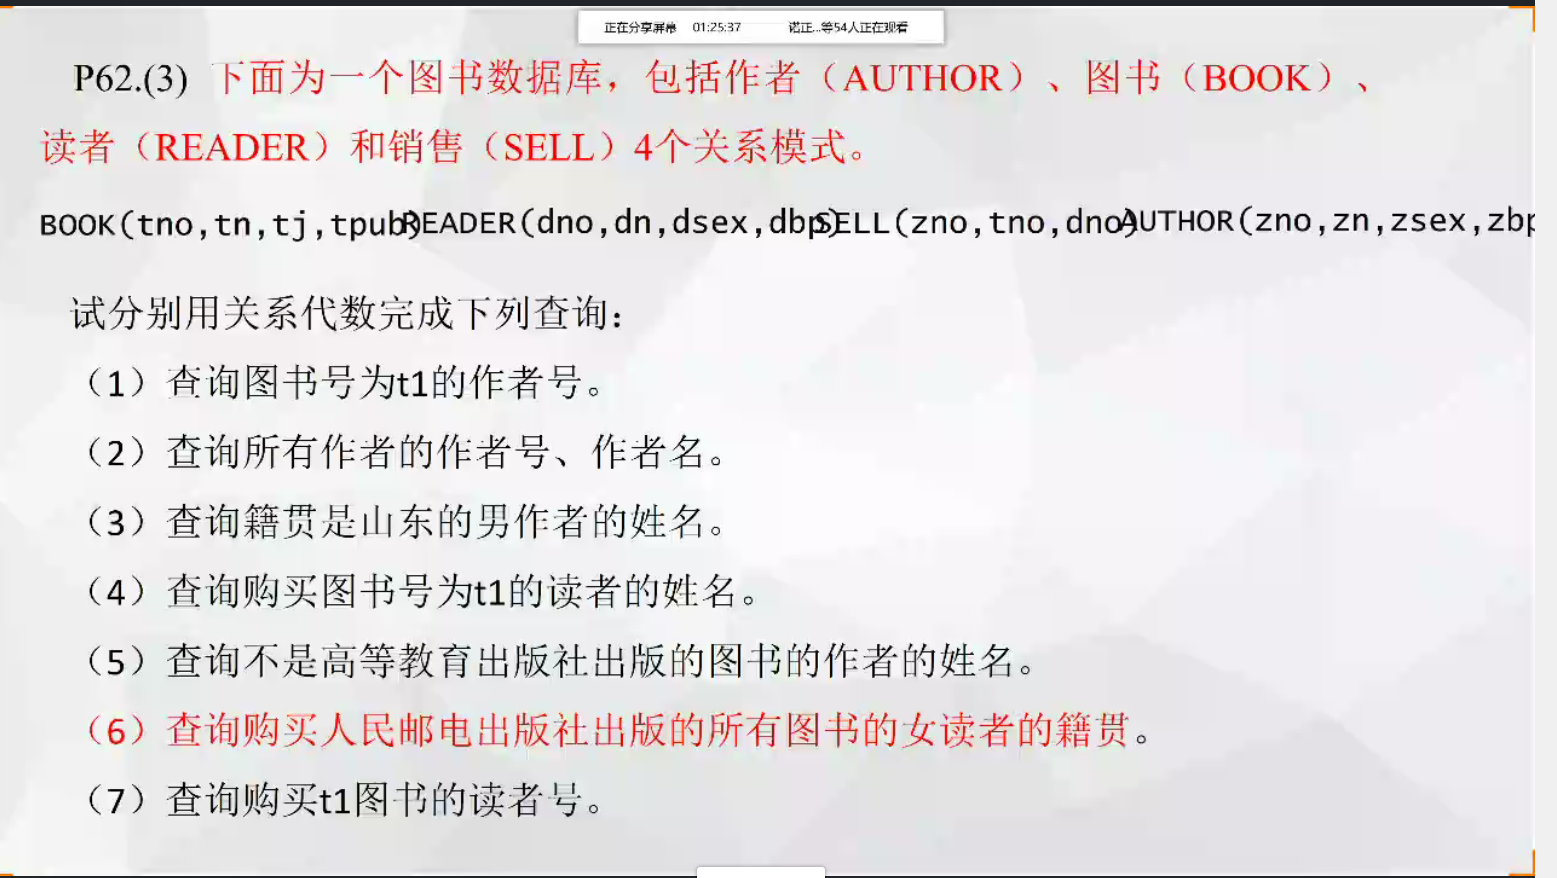 正在分享屏幕 01:25:37 诺正...等54人正在观看
P62.(3) 下面为一个图书数据库，包括作者（AUTHOR）、图书（BOOK）、
读者（READER）和销售（SELL）4个关系模式。
BOOK(tno,tn,tj,tpub) READER(dno,dn,dsex,dbp) SELL(zno,tno,dno) AUTHOR(zno,zn,zsex,zbp
试分别用关系代数完成下列查询：
（1）查询图书号为t1的作者号。
（2）查询所有作者的作者号、作者名。
（3）查询籍贯是山东的男作者的姓名。
（4）查询购买图书号为t1的读者的姓名。
（5）查询不是高等教育出版社出版的图书的作者的姓名。
（6）查询购买人民邮电出版社出版的所有图书的女读者的籍贯。
（7）查询购买t1图书的读者号。